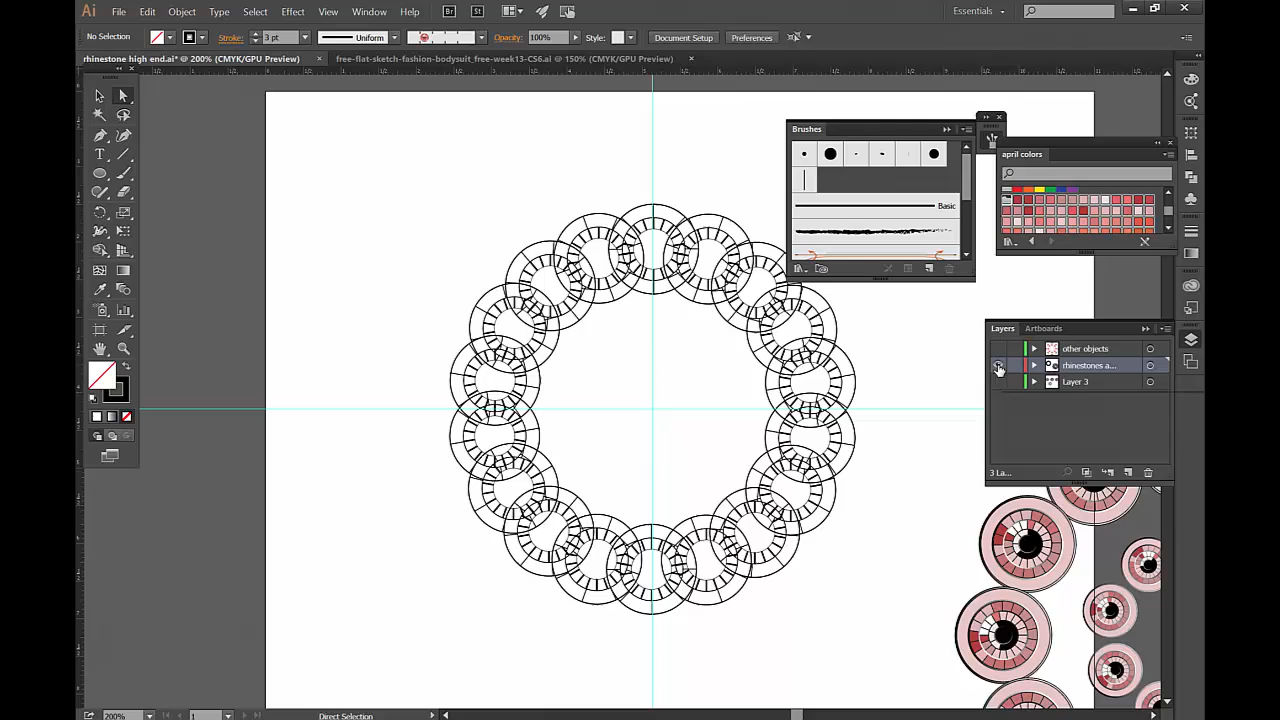 Ai File Edit Object Type Select Effect View Window Help Br St Essentials
No Selection Stroke: 3 pt Uniform Opacity: 100% Style: Document Setup Preferences
rhinestone high end.ai* @ 200% (CMYK/GPU Preview) × free-flat-sketch-fashion-bodysuit_free-week13-CS6.ai @ 150% (CMYK/GPU Preview) ×
Brushes
Basic
april colors
Layers Artboards
other objects
rhinestones a...
Layer 3
3 La...
200% 1 Direct Selection